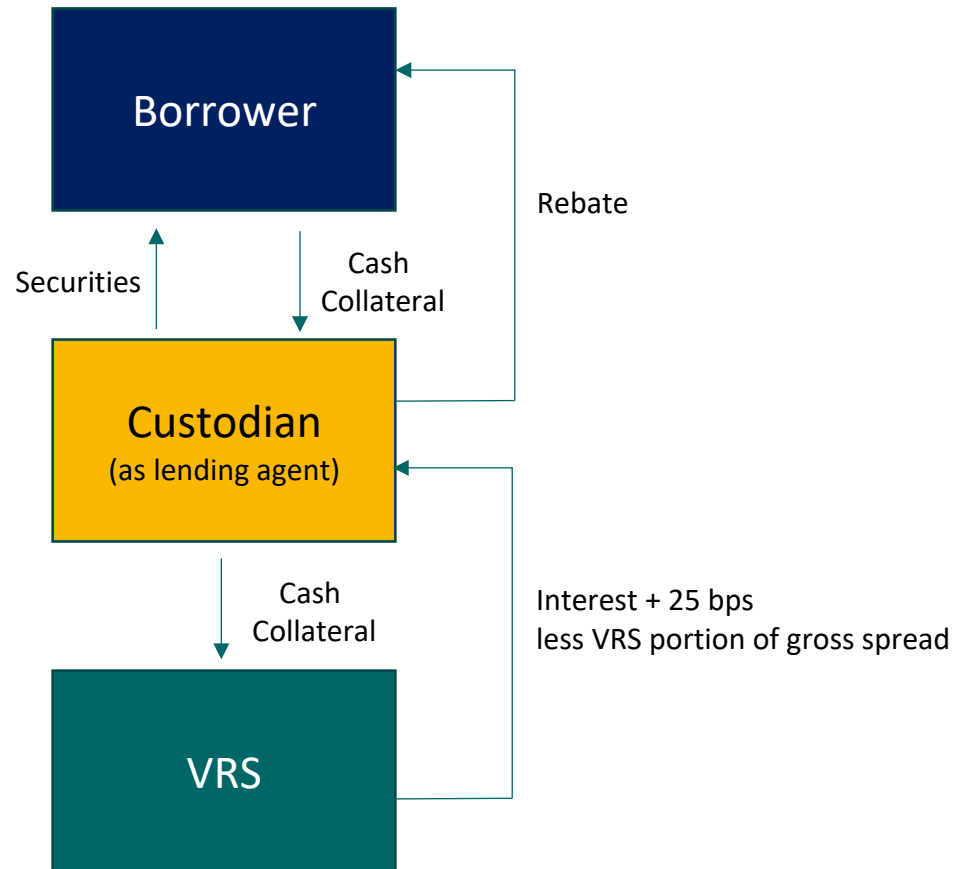 Borrower
Rebate
Securities
Cash
Collateral
Custodian
(as lending agent)
Cash
Collateral
Interest + 25 bps
less VRS portion of gross spread
VRS